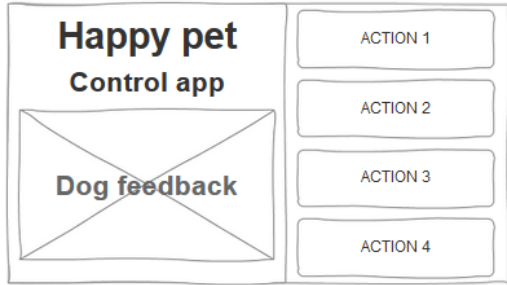 Happy pet
Control app
Dog feedback
ACTION 1
ACTION 2
ACTION 3
ACTION 4